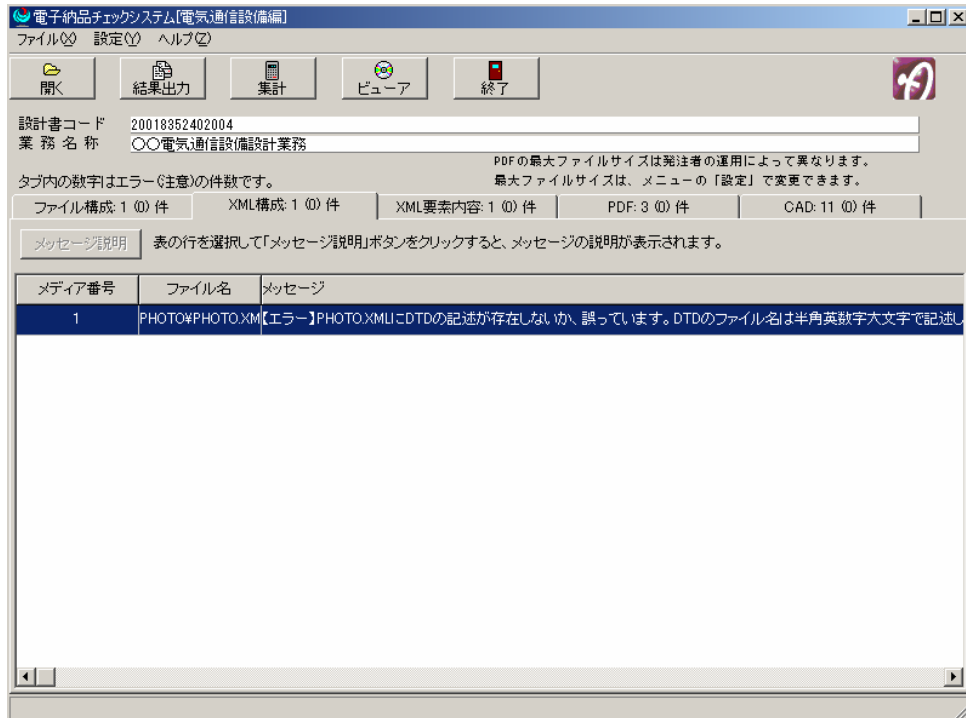 電子納品チェックシステム[電気通信設備編]
ファイル(X) 設定(Y) ヘルプ(Z)
開く 結果出力 集計 ビューア 終了
設計書コード 20018352402004
業務名称 〇〇電気通信設備設計業務
PDFの最大ファイルサイズは発注者の運用によって異なります。
タブ内の数字はエラー(注意)の件数です。 最大ファイルサイズは、メニューの「設定」で変更できます。
ファイル構成: 1 (0) 件 XML構成: 1 (0) 件 XML要素内容: 1 (0) 件 PDF: 3 (0) 件 CAD: 11 (0) 件
メッセージ説明 表の行を選択して「メッセージ説明」ボタンをクリックすると、メッセージの説明が表示されます。
メディア番号 ファイル名 メッセージ
1 PHOTO¥PHOTO.XM 【エラー】PHOTO.XMLにDTDの記述が存在しないか、誤っています。DTDのファイル名は半角英数字大文字で記述し